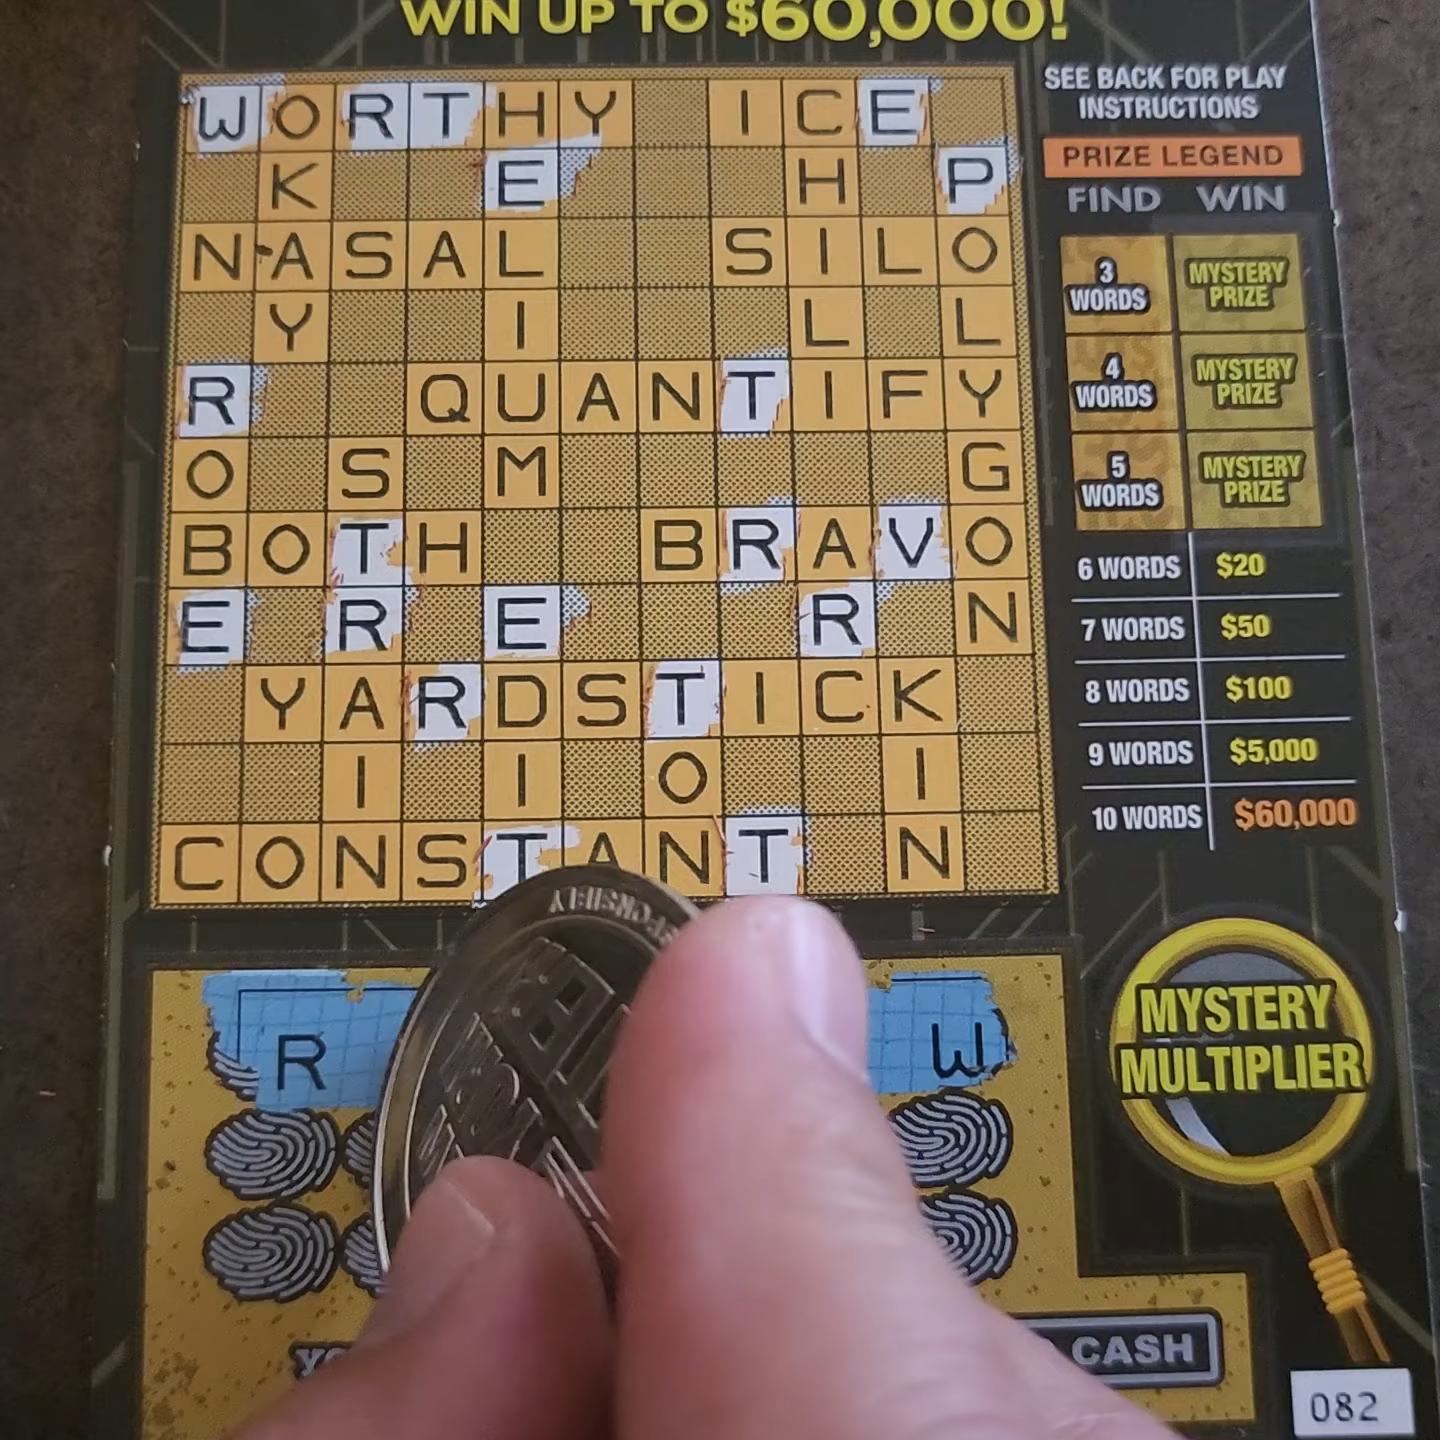 WIN UP TO $60,000!
WORTHY ICE
K E H P
NASAL SILO
Y I L L
R QUANTIFY
O S M G
BOTH BRAVO
E R E R N
YARDSTICK
I I O I
CONSTANT N
SEE BACK FOR PLAY
INSTRUCTIONS
PRIZE LEGEND
FIND WIN
3 WORDS MYSTERY PRIZE
4 WORDS MYSTERY PRIZE
5 WORDS MYSTERY PRIZE
6 WORDS $20
7 WORDS $50
8 WORDS $100
9 WORDS $5,000
10 WORDS $60,000
R W
MYSTERY
MULTIPLIER
CASH
082